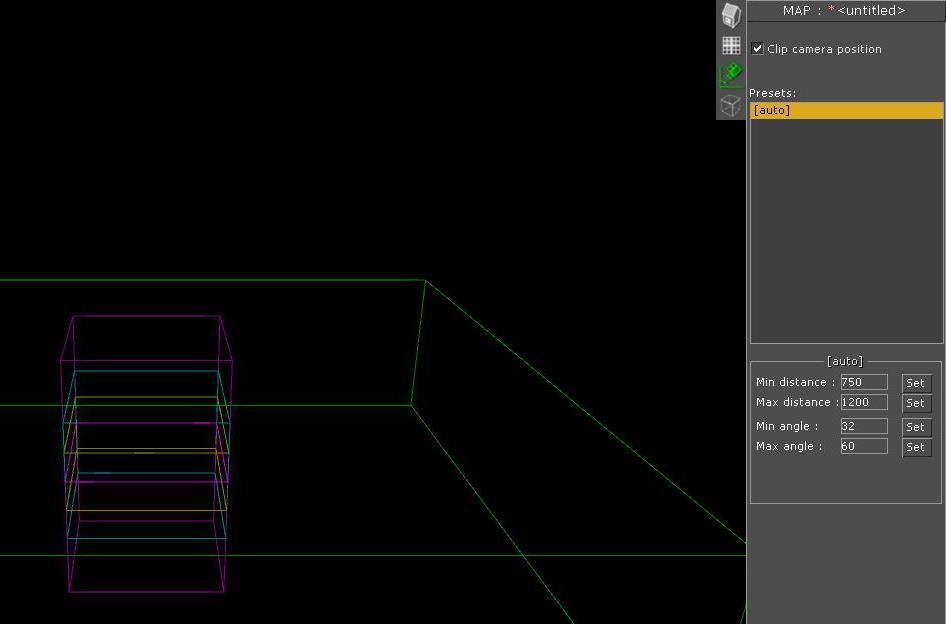 MAP : *<untitled>
Clip camera position
Presets:
[auto]
[auto]
Min distance : 750 Set
Max distance : 1200 Set
Min angle : 32 Set
Max angle : 60 Set